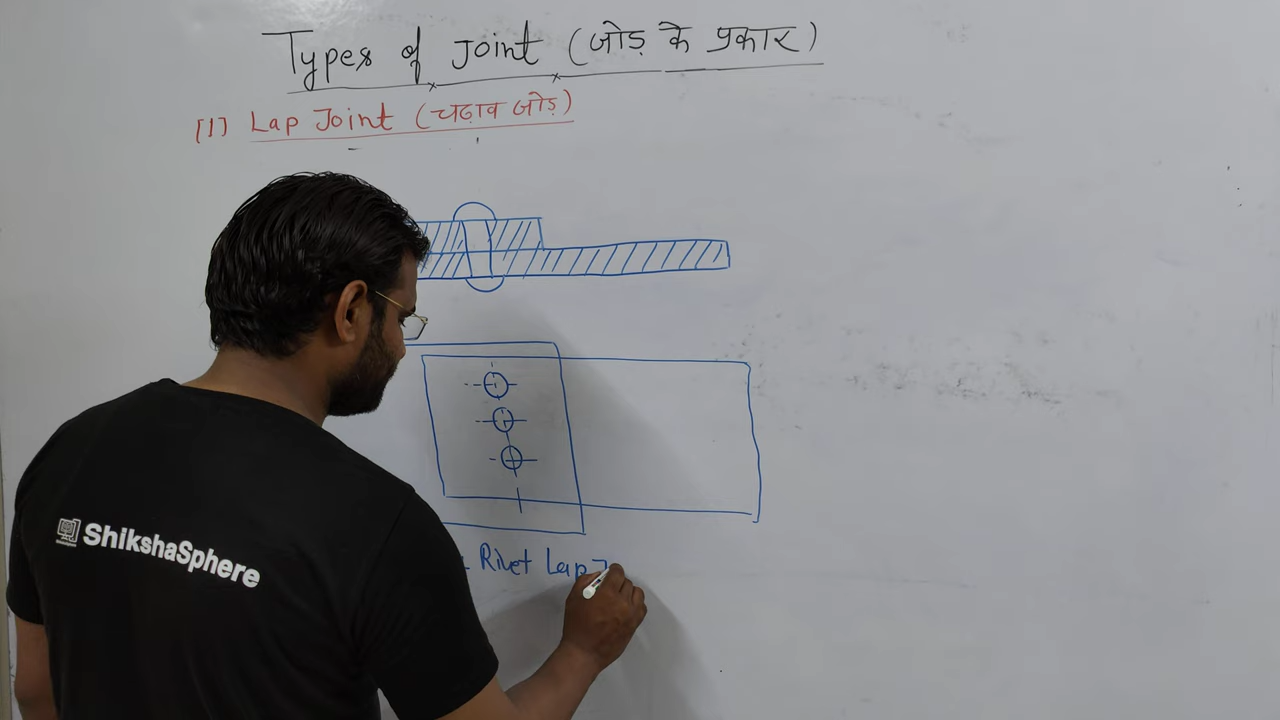 Types of Joint (जोड़ के प्रकार)
[1] Lap Joint (चढ़ाव जोड़)
ShikshaSphere
Rivet Lap